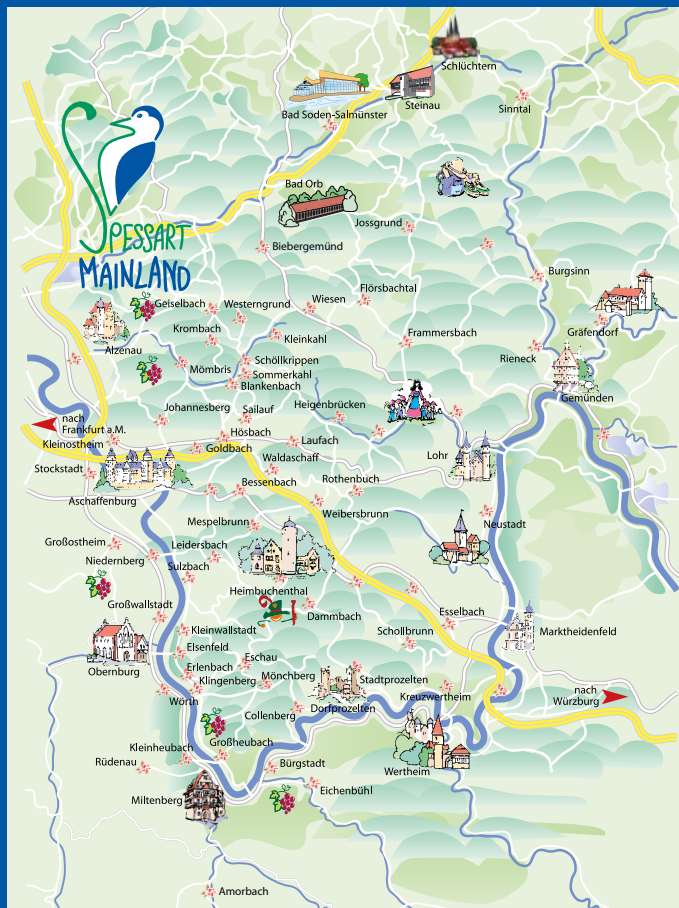 Schlüchtern
Steinau
Bad Soden-Salmünster
Sinntal
Bad Orb
Jossgrund
SPESSART
MAINLAND
Biebergemünd
Burgsinn
Flörsbachtal
Geiselbach
Westerngrund
Wiesen
Krombach
Kleinkahl
Frammersbach
Gräfendorf
Alzenau
Schöllkrippen
Rieneck
Mömbris
Sommerkahl
Blankenbach
Gemünden
Johannesberg
Sailauf
Heigenbrücken
nach
Frankfurt a.M.
Hösbach
Kleinostheim
Goldbach
Laufach
Waldaschaff
Lohr
Stockstadt
Bessenbach
Rothenbuch
Aschaffenburg
Weibersbrunn
Mespelbrunn
Neustadt
Großostheim
Leidersbach
Niedernberg
Sulzbach
Heimbuchenthal
Großwallstadt
Dammbach
Esselbach
Kleinwallstadt
Schollbrunn
Marktheidenfeld
Elsenfeld
Eschau
Obernburg
Erlenbach
Mönchberg
Stadtprozelten
Klingenberg
Kreuzwertheim
nach
Würzburg
Wörth
Collenberg
Dorfprozelten
Großheubach
Kleinheubach
Rüdenau
Bürgstadt
Wertheim
Eichenbühl
Miltenberg
Amorbach